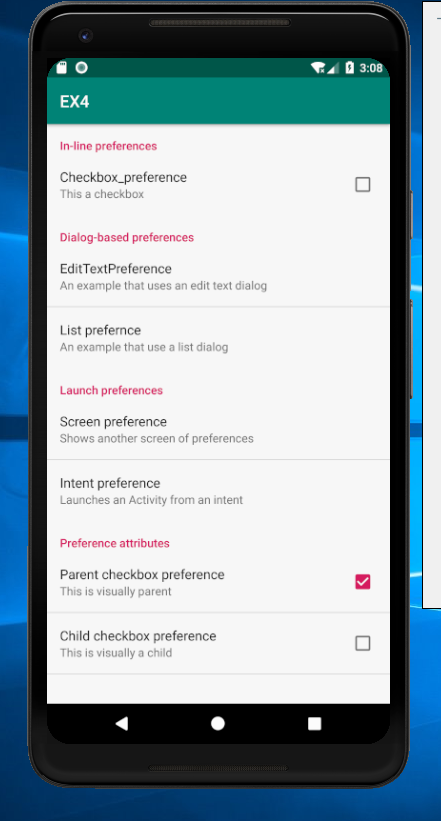 3:08
EX4
In-line preferences
Checkbox_preference
This a checkbox
Dialog-based preferences
EditTextPreference
An example that uses an edit text dialog
List prefernce
An example that use a list dialog
Launch preferences
Screen preference
Shows another screen of preferences
Intent preference
Launches an Activity from an intent
Preference attributes
Parent checkbox preference
This is visually parent
Child checkbox preference
This is visually a child